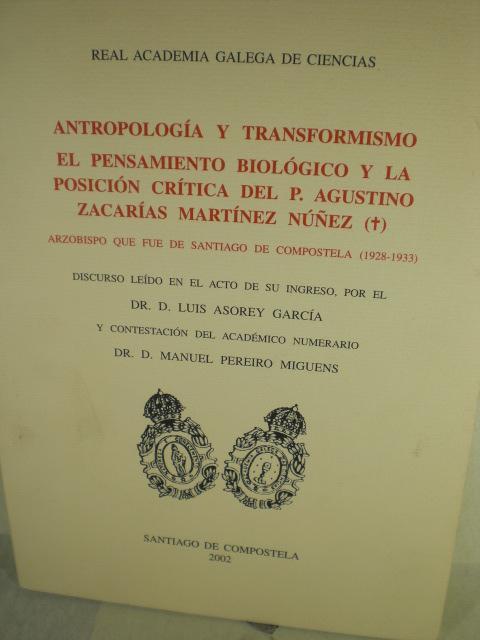 REAL ACADEMIA GALEGA DE CIENCIAS
ANTROPOLOGÍA Y TRANSFORMISMO
EL PENSAMIENTO BIOLÓGICO Y LA
POSICIÓN CRÍTICA DEL P. AGUSTINO
ZACARÍAS MARTÍNEZ NÚÑEZ (✝)
ARZOBISPO QUE FUE DE SANTIAGO DE COMPOSTELA (1928-1933)
DISCURSO LEÍDO EN EL ACTO DE SU INGRESO, POR EL
DR. D. LUIS ASOREY GARCÍA
Y CONTESTACIÓN DEL ACADÉMICO NUMERARIO
DR. D. MANUEL PEREIRO MIGUENS
SANTIAGO DE COMPOSTELA
2002